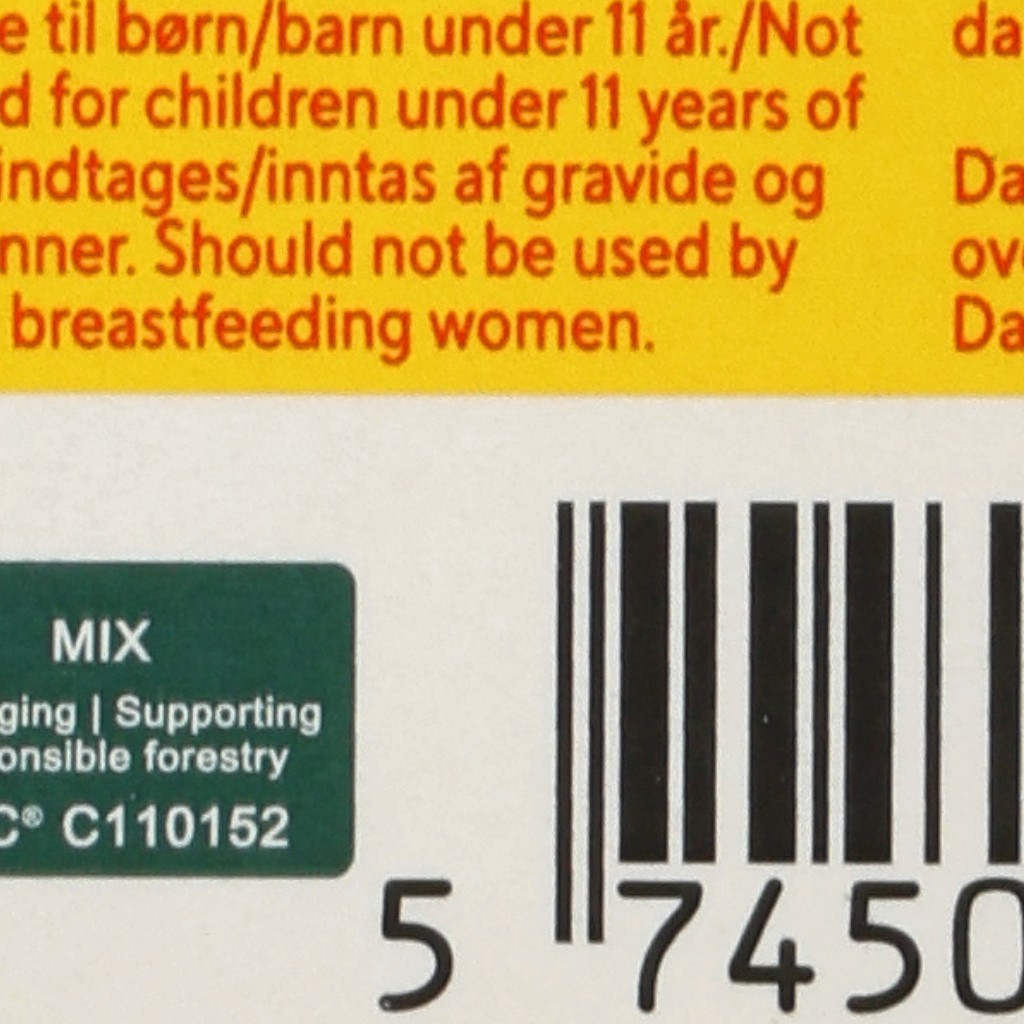 e til børn/barn under 11 år./Not
d for children under 11 years of
indtages/inntas af gravide og
nner. Should not be used by
breastfeeding women.
da
Da
ove
Da
MIX
ging | Supporting
onsible forestry
C® C110152
5 7450